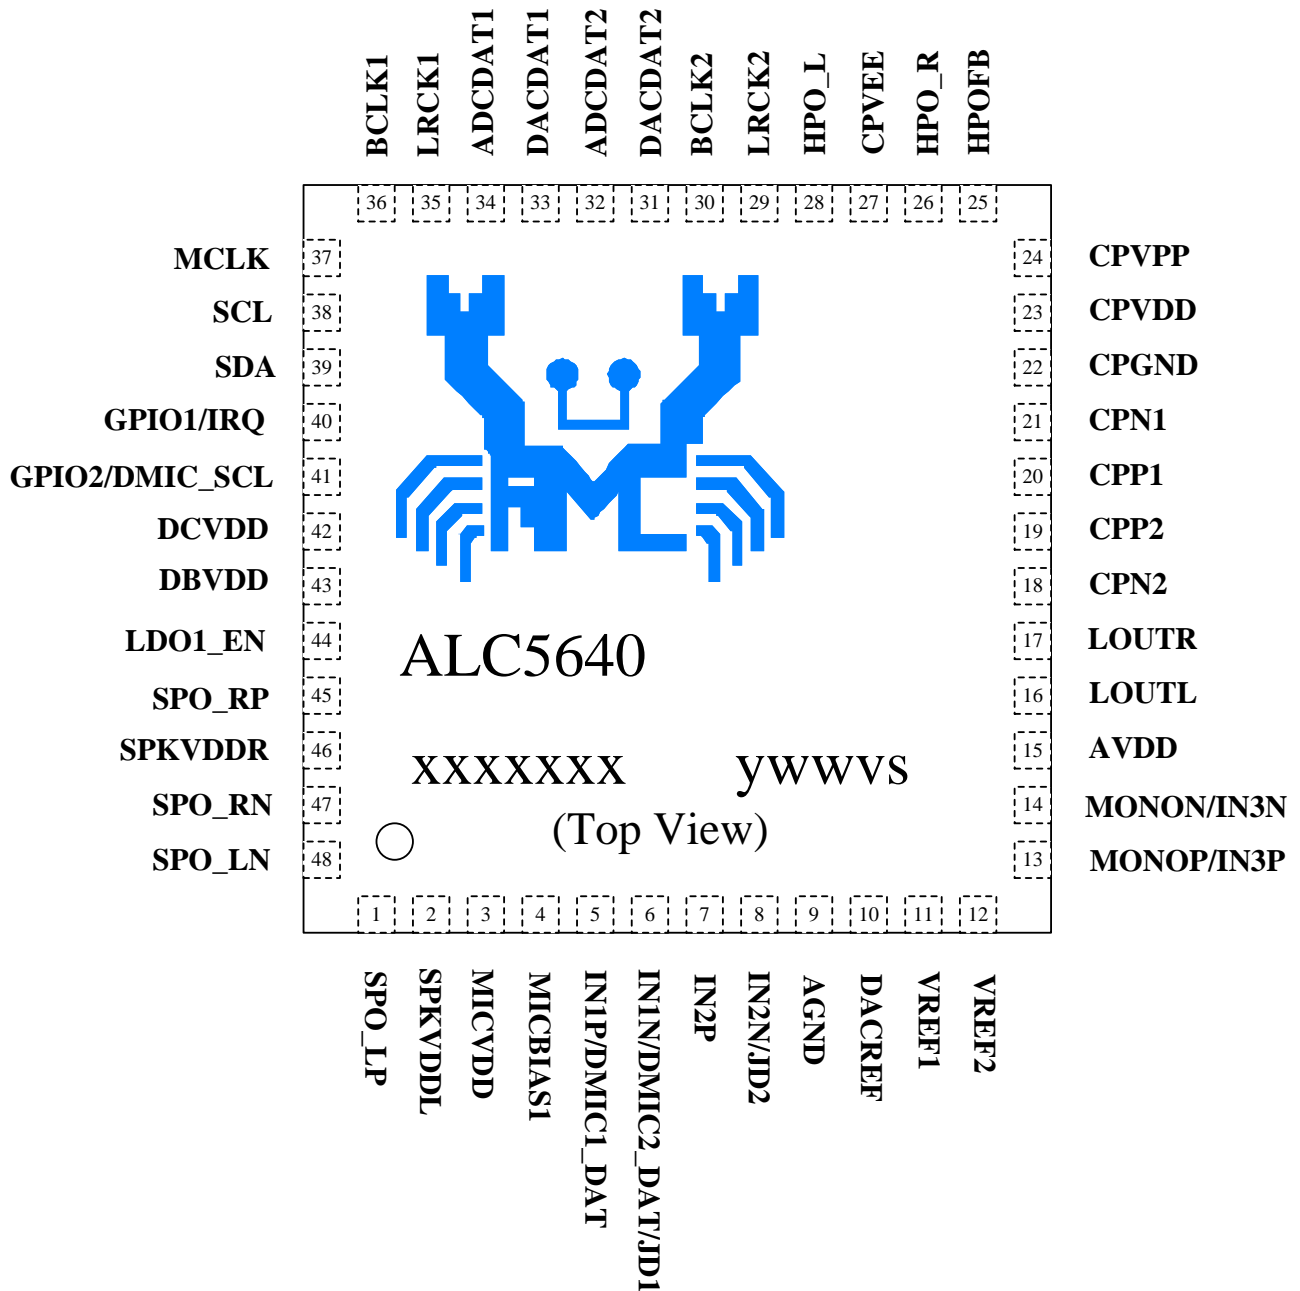 BCLK1
LRCK1
ADCDAT1
DACDAT1
ADCDAT2
DACDAT2
BCLK2
LRCK2
HPO_L
CPVEE
HPO_R
HPOFB
36
35
34
33
32
31
30
29
28
27
26
25
MCLK 37
SCL 38
SDA 39
GPIO1/IRQ 40
GPIO2/DMIC_SCL 41
DCVDD 42
DBVDD 43
LDO1_EN 44
SPO_RP 45
SPKVDDR 46
SPO_RN 47
SPO_LN 48
24 CPVPP
23 CPVDD
22 CPGND
21 CPN1
20 CPP1
19 CPP2
18 CPN2
17 LOUTR
16 LOUTL
15 AVDD
14 MONON/IN3N
13 MONOP/IN3P
ALC5640
xxxxxxx ywwvs
(Top View)
1
2
3
4
5
6
7
8
9
10
11
12
SPO_LP
SPKVDDL
MICVDD
MICBIAS1
IN1P/DMIC1_DAT
IN1N/DMIC2_DAT/JD1
IN2P
IN2N/JD2
AGND
DACREF
VREF1
VREF2